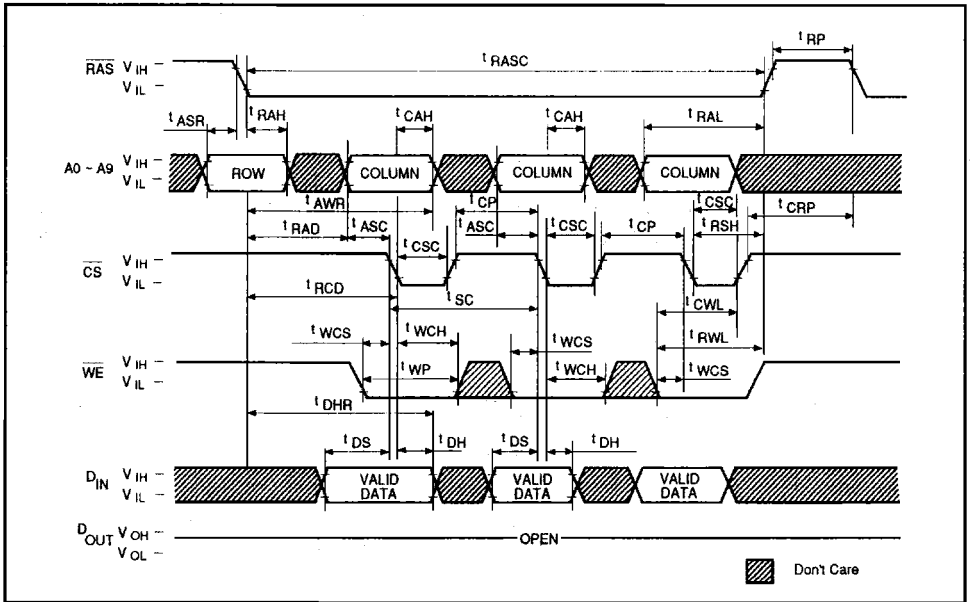 t RP
RAS V IH
V IL
t RASC
t ASR t RAH t CAH t CAH t RAL
A0 ~ A9 V IH
V IL
ROW COLUMN COLUMN COLUMN
t AWR t CP t CSC t CRP
t RAD t ASC t CSC t ASC t CSC t CP t RSH
CS V IH
V IL
t RCD t SC t CWL
t WCS t WCH t WCS t RWL
WE V IH
V IL
t WP t WCH t WCS
t DHR
t DS t DH t DS t DH
D IN V IH
V IL
VALID DATA VALID DATA VALID DATA
D OUT V OH
V OL
OPEN
Don't Care